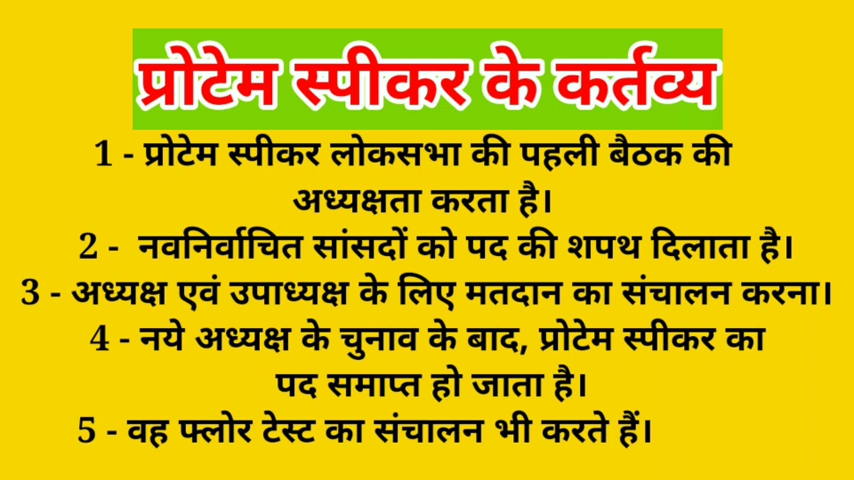 प्रोटेम स्पीकर के कर्तव्य
1 - प्रोटेम स्पीकर लोकसभा की पहली बैठक की
अध्यक्षता करता है।
2 - नवनिर्वाचित सांसदों को पद की शपथ दिलाता है।
3 - अध्यक्ष एवं उपाध्यक्ष के लिए मतदान का संचालन करना।
4 - नये अध्यक्ष के चुनाव के बाद, प्रोटेम स्पीकर का
पद समाप्त हो जाता है।
5 - वह फ्लोर टेस्ट का संचालन भी करते हैं।